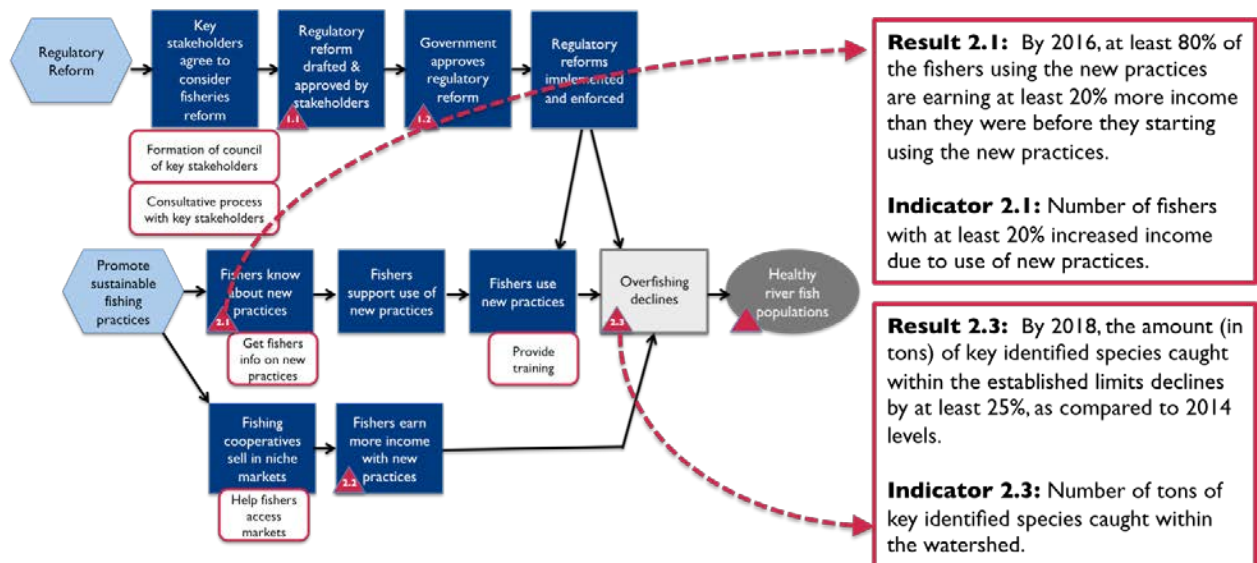 Regulatory
Reform
Key
stakeholders
agree to
consider
fisheries
reform
Regulatory
reform
drafted &
approved by
stakeholders
1.1
Government
approves
regulatory
reform
1.2
Regulatory
reforms
implemented
and enforced
Formation of council
of key stakeholders
Consultative process
with key stakeholders
Promote
sustainable
fishing
practices
Fishers know
about new
practices
2.1
Get fishers
info on new
practices
Fishers
support use of
new practices
Fishers use
new practices
Provide
training
Overfishing
declines
2.3
Healthy
river fish
populations
Fishing
cooperatives
sell in niche
markets
Help fishers
access
markets
Fishers earn
more income
with new
practices
2.2
Result 2.1: By 2016, at least 80% of
the fishers using the new practices
are earning at least 20% more income
than they were before they starting
using the new practices.
Indicator 2.1: Number of fishers
with at least 20% increased income
due to use of new practices.
Result 2.3: By 2018, the amount (in
tons) of key identified species caught
within the established limits declines
by at least 25%, as compared to 2014
levels.
Indicator 2.3: Number of tons of
key identified species caught within
the watershed.